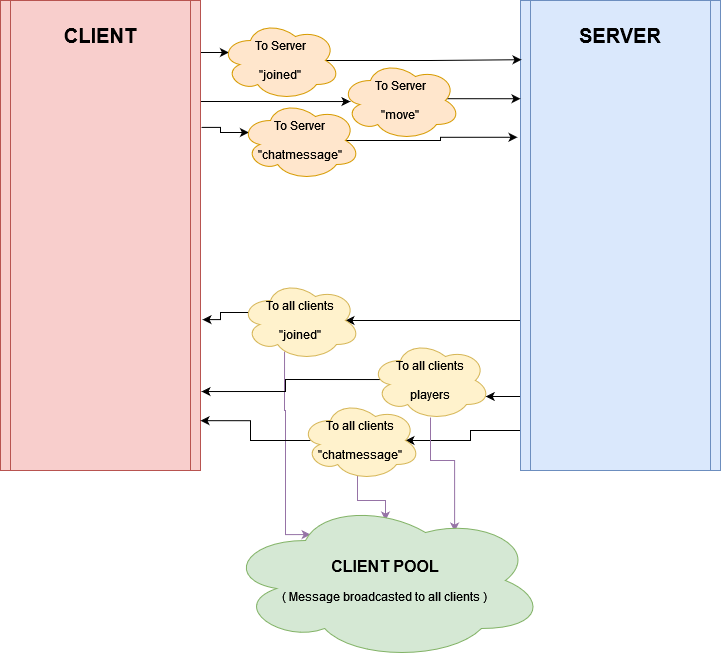 CLIENT
SERVER
To Server
"joined"
To Server
"move"
To Server
"chatmessage"
To all clients
"joined"
To all clients
players
To all clients
"chatmessage"
CLIENT POOL
( Message broadcasted to all clients )